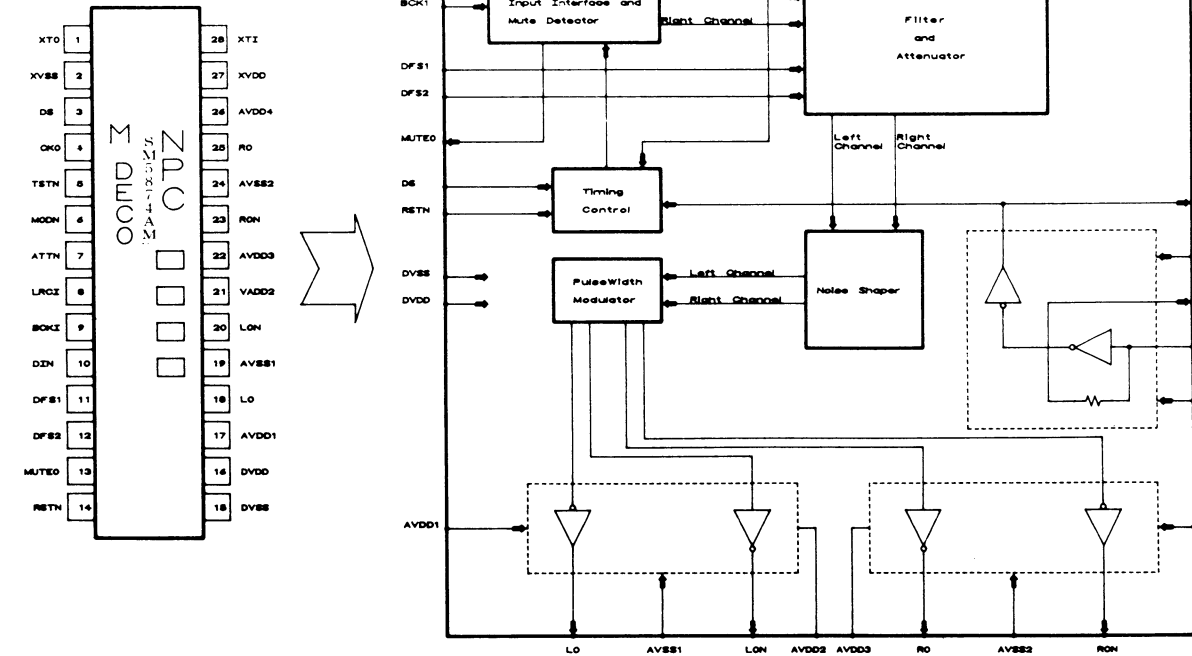 XTO 1
28 XTI
XVSS 2
27 XVDD
DS 3
26 AVDD4
CKO 4
25 RO
TSTN 5
24 AVSS2
MODN 6
23 RON
ATTN 7
22 AVDD3
LRCI 8
21 VADD2
BCKI 9
20 LON
DIN 10
19 AVSS1
DFS1 11
18 LO
DFS2 12
17 AVDD1
MUTEO 13
16 DVDD
RSTN 14
15 DVSS
M DECO
NPC
BCK1
Input Interface and
Mute Detector
Right Channel
Filter
and
Attenuator
DFS1
DFS2
MUTEO
Left
Channel
Right
Channel
DS
RSTN
Timing
Control
DVSS
DVDD
PulseWidth
Modulator
Left Channel
Right Channel
Noise Shaper
AVDD1
LO
AVSS1
LON
AVDD2
AVDD3
RO
AVSS2
RON